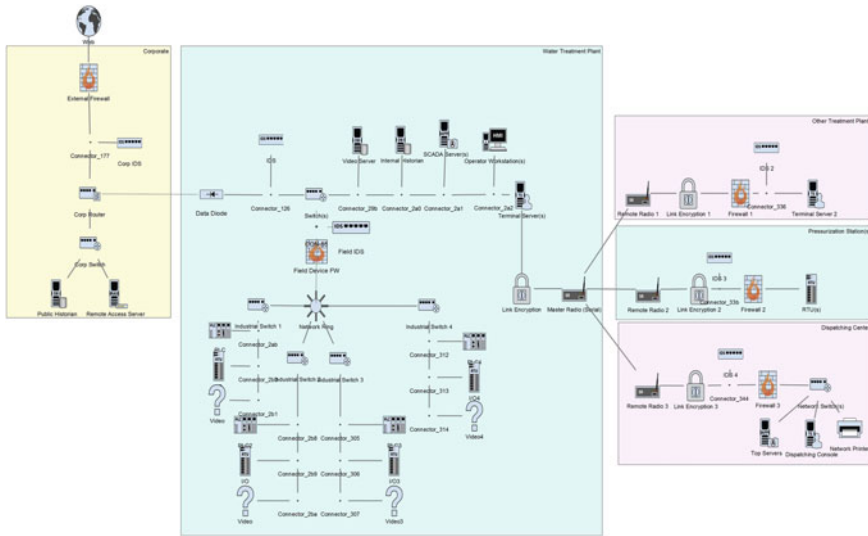 Web
Corporate
External Firewall
Connector_177
Corp IDS
Corp Router
Corp Switch
Public Historian
Remote Access Server
Water Treatment Plant
IDS
Video Server
Internal Historian
SCADA Server(s)
Operator Workstation(s)
Data Diode
Connector_126
Switch(s)
Connector_29b
Connector_2a0
Connector_2a1
Connector_2a2
Terminal Server(s)
Field IDS
Field Device FW
Link Encryption
Master Radio (Serial)
Industrial Switch 1
Network Ring
Industrial Switch 4
Connector_2ab
Connector_312
Industrial Switch 3
Connector_313
Connector_2b1
Video
I/O4
Connector_314
Video4
Connector_2b8
Connector_305
Connector_2b9
Connector_306
I/O
I/O3
Connector_2ba
Connector_307
Video
Video3
Other Treatment Plant
IDS 2
Remote Radio 1
Link Encryption 1
Firewall 1
Connector_336
Terminal Server 2
Pressurization Station(s)
IDS 3
Remote Radio 2
Link Encryption 2
Connector_33b
Firewall 2
RTU(s)
Dispatching Center
IDS 4
Remote Radio 3
Link Encryption 3
Connector_344
Firewall 3
Network Switch(s)
Top Servers
Dispatching Console
Network Printer